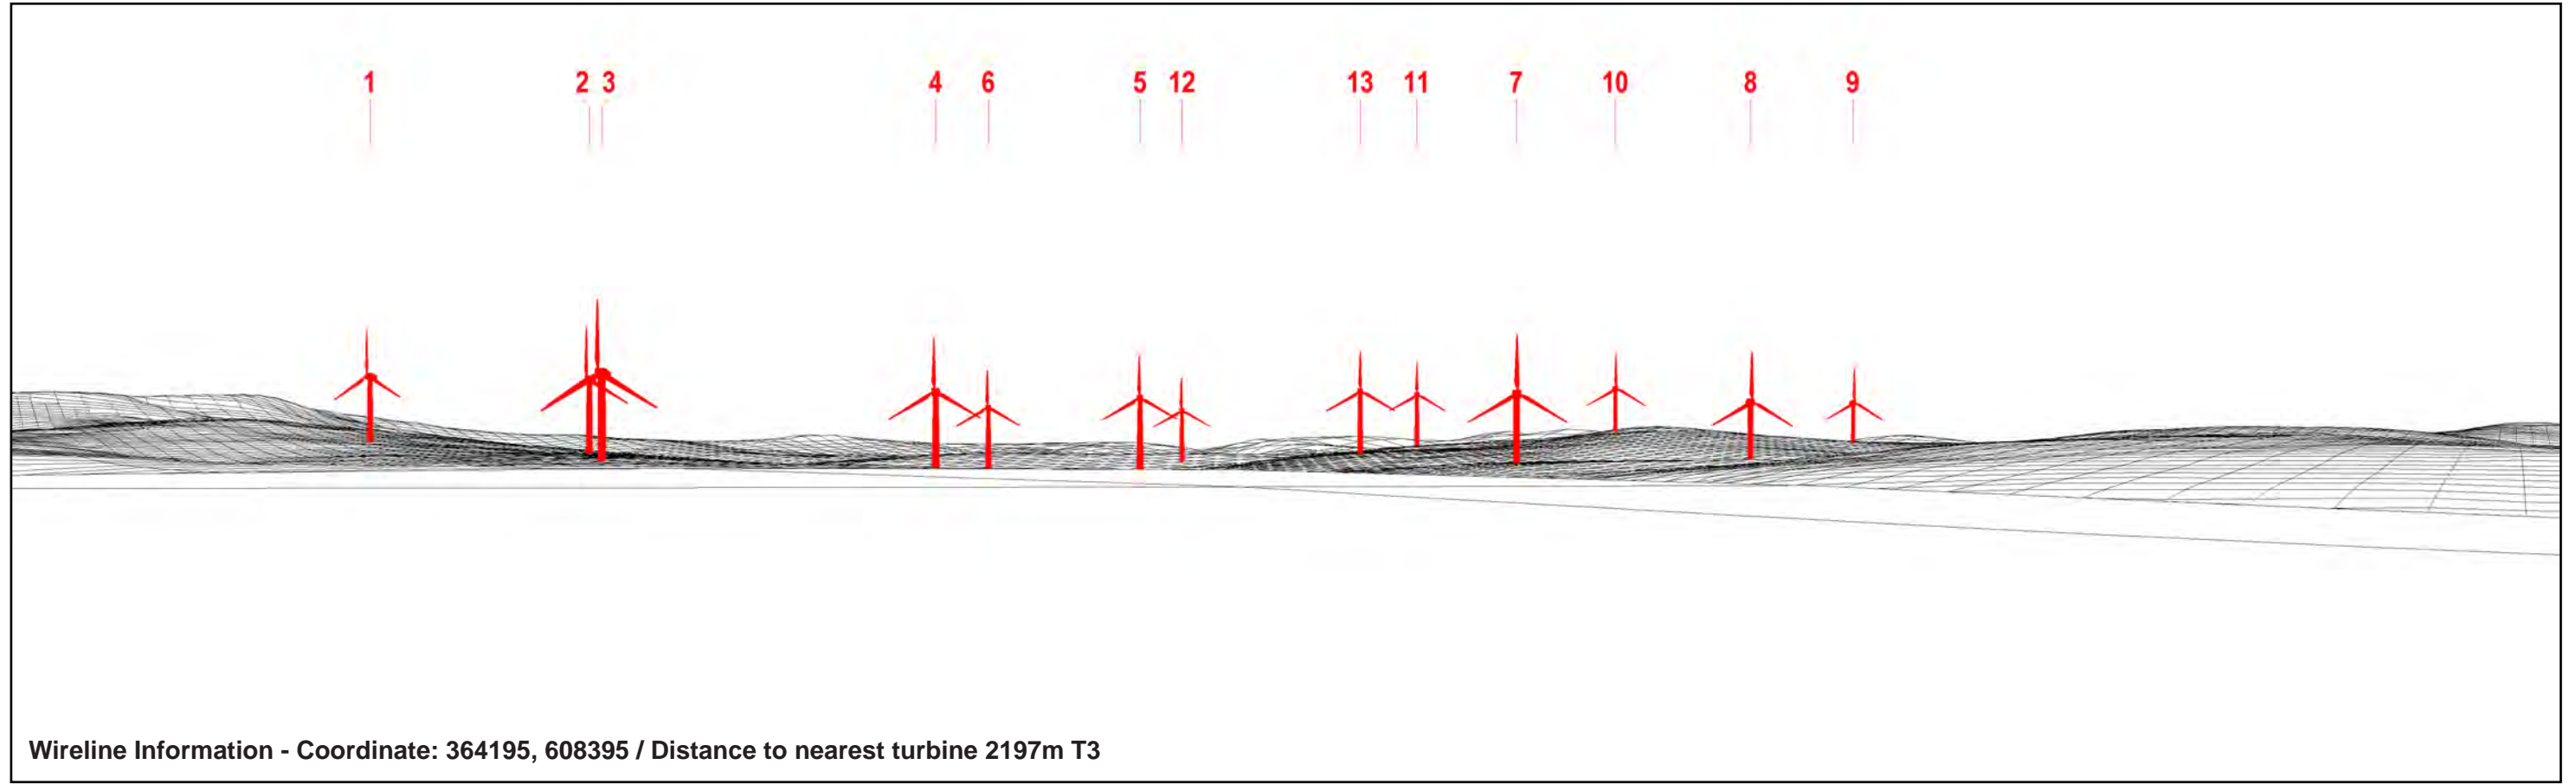 1 2 3 4 6 5 12 13 11 7 10 8 9
Wireline Information - Coordinate: 364195, 608395 / Distance to nearest turbine 2197m T3